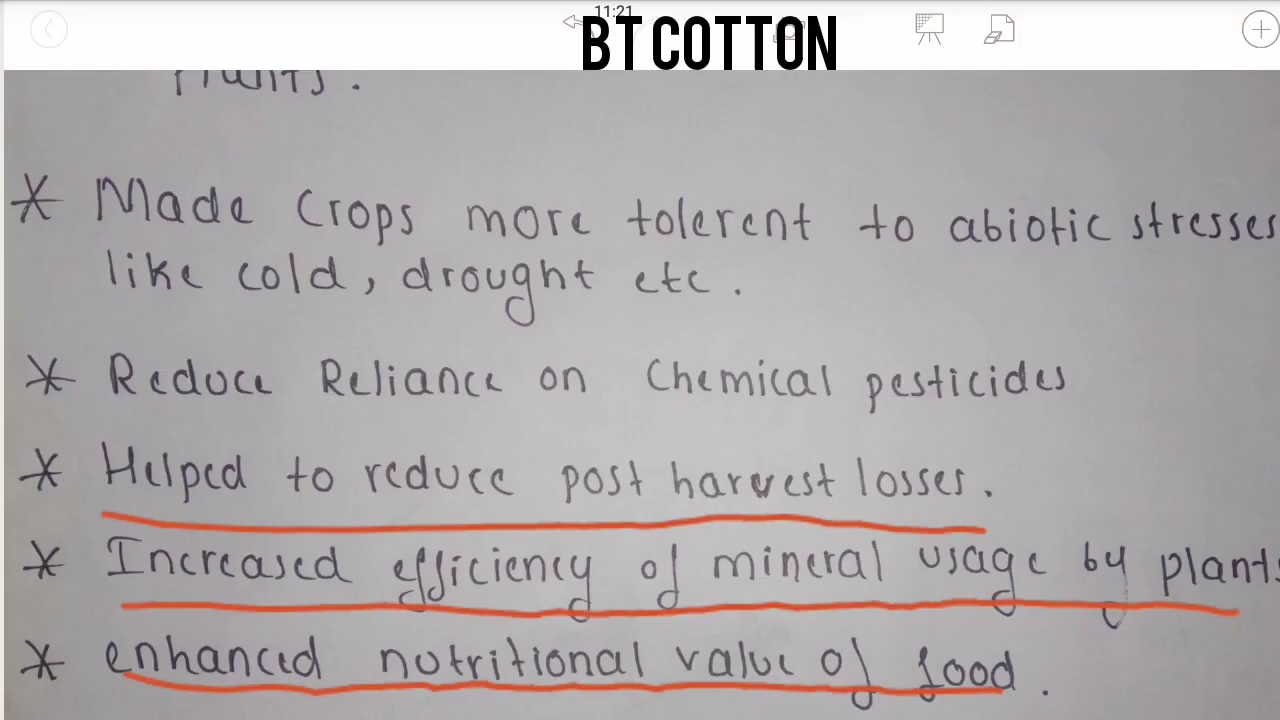 11:21
BT COTTON
Plants.
* Made Crops more tolerent to abiotic stresses
like cold, drought etc.
* Reduce Reliance on Chemical pesticides
* Helped to reduce post harvest losses.
* Increased efficiency of mineral usage by plants
* enhanced nutritional value of food.